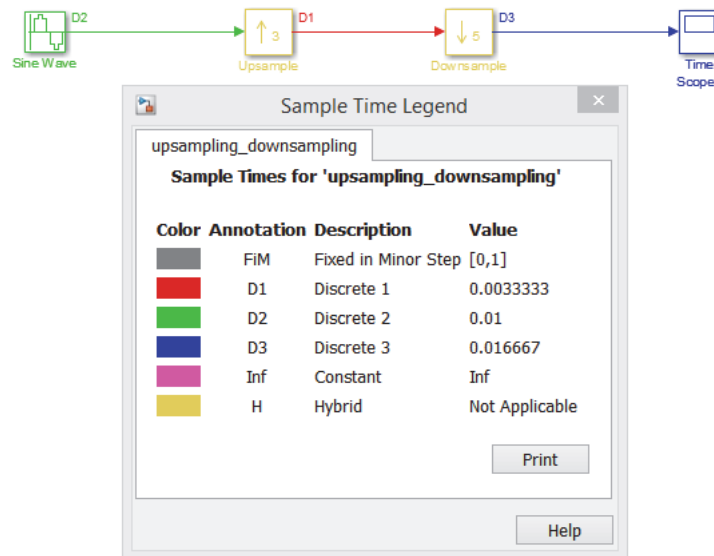 D2 D1 D3
3 5
Sine Wave Upsample Downsample Time
Scope
Sample Time Legend
upsampling_downsampling
Sample Times for 'upsampling_downsampling'
Color Annotation Description Value
FiM Fixed in Minor Step [0,1]
D1 Discrete 1 0.0033333
D2 Discrete 2 0.01
D3 Discrete 3 0.016667
Inf Constant Inf
H Hybrid Not Applicable
Print
Help